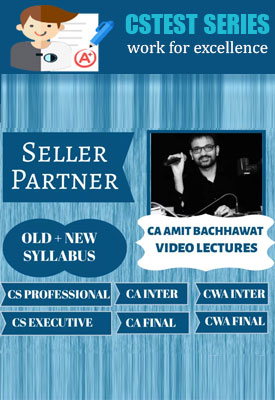 CSTEST SERIES
work for excellence
A+
SELLER
PARTNER
OLD + NEW
SYLLABUS
CA AMIT BACHHAWAT
VIDEO LECTURES
CS PROFESSIONAL
CA INTER
CWA INTER
CS EXECUTIVE
CA FINAL
CWA FINAL